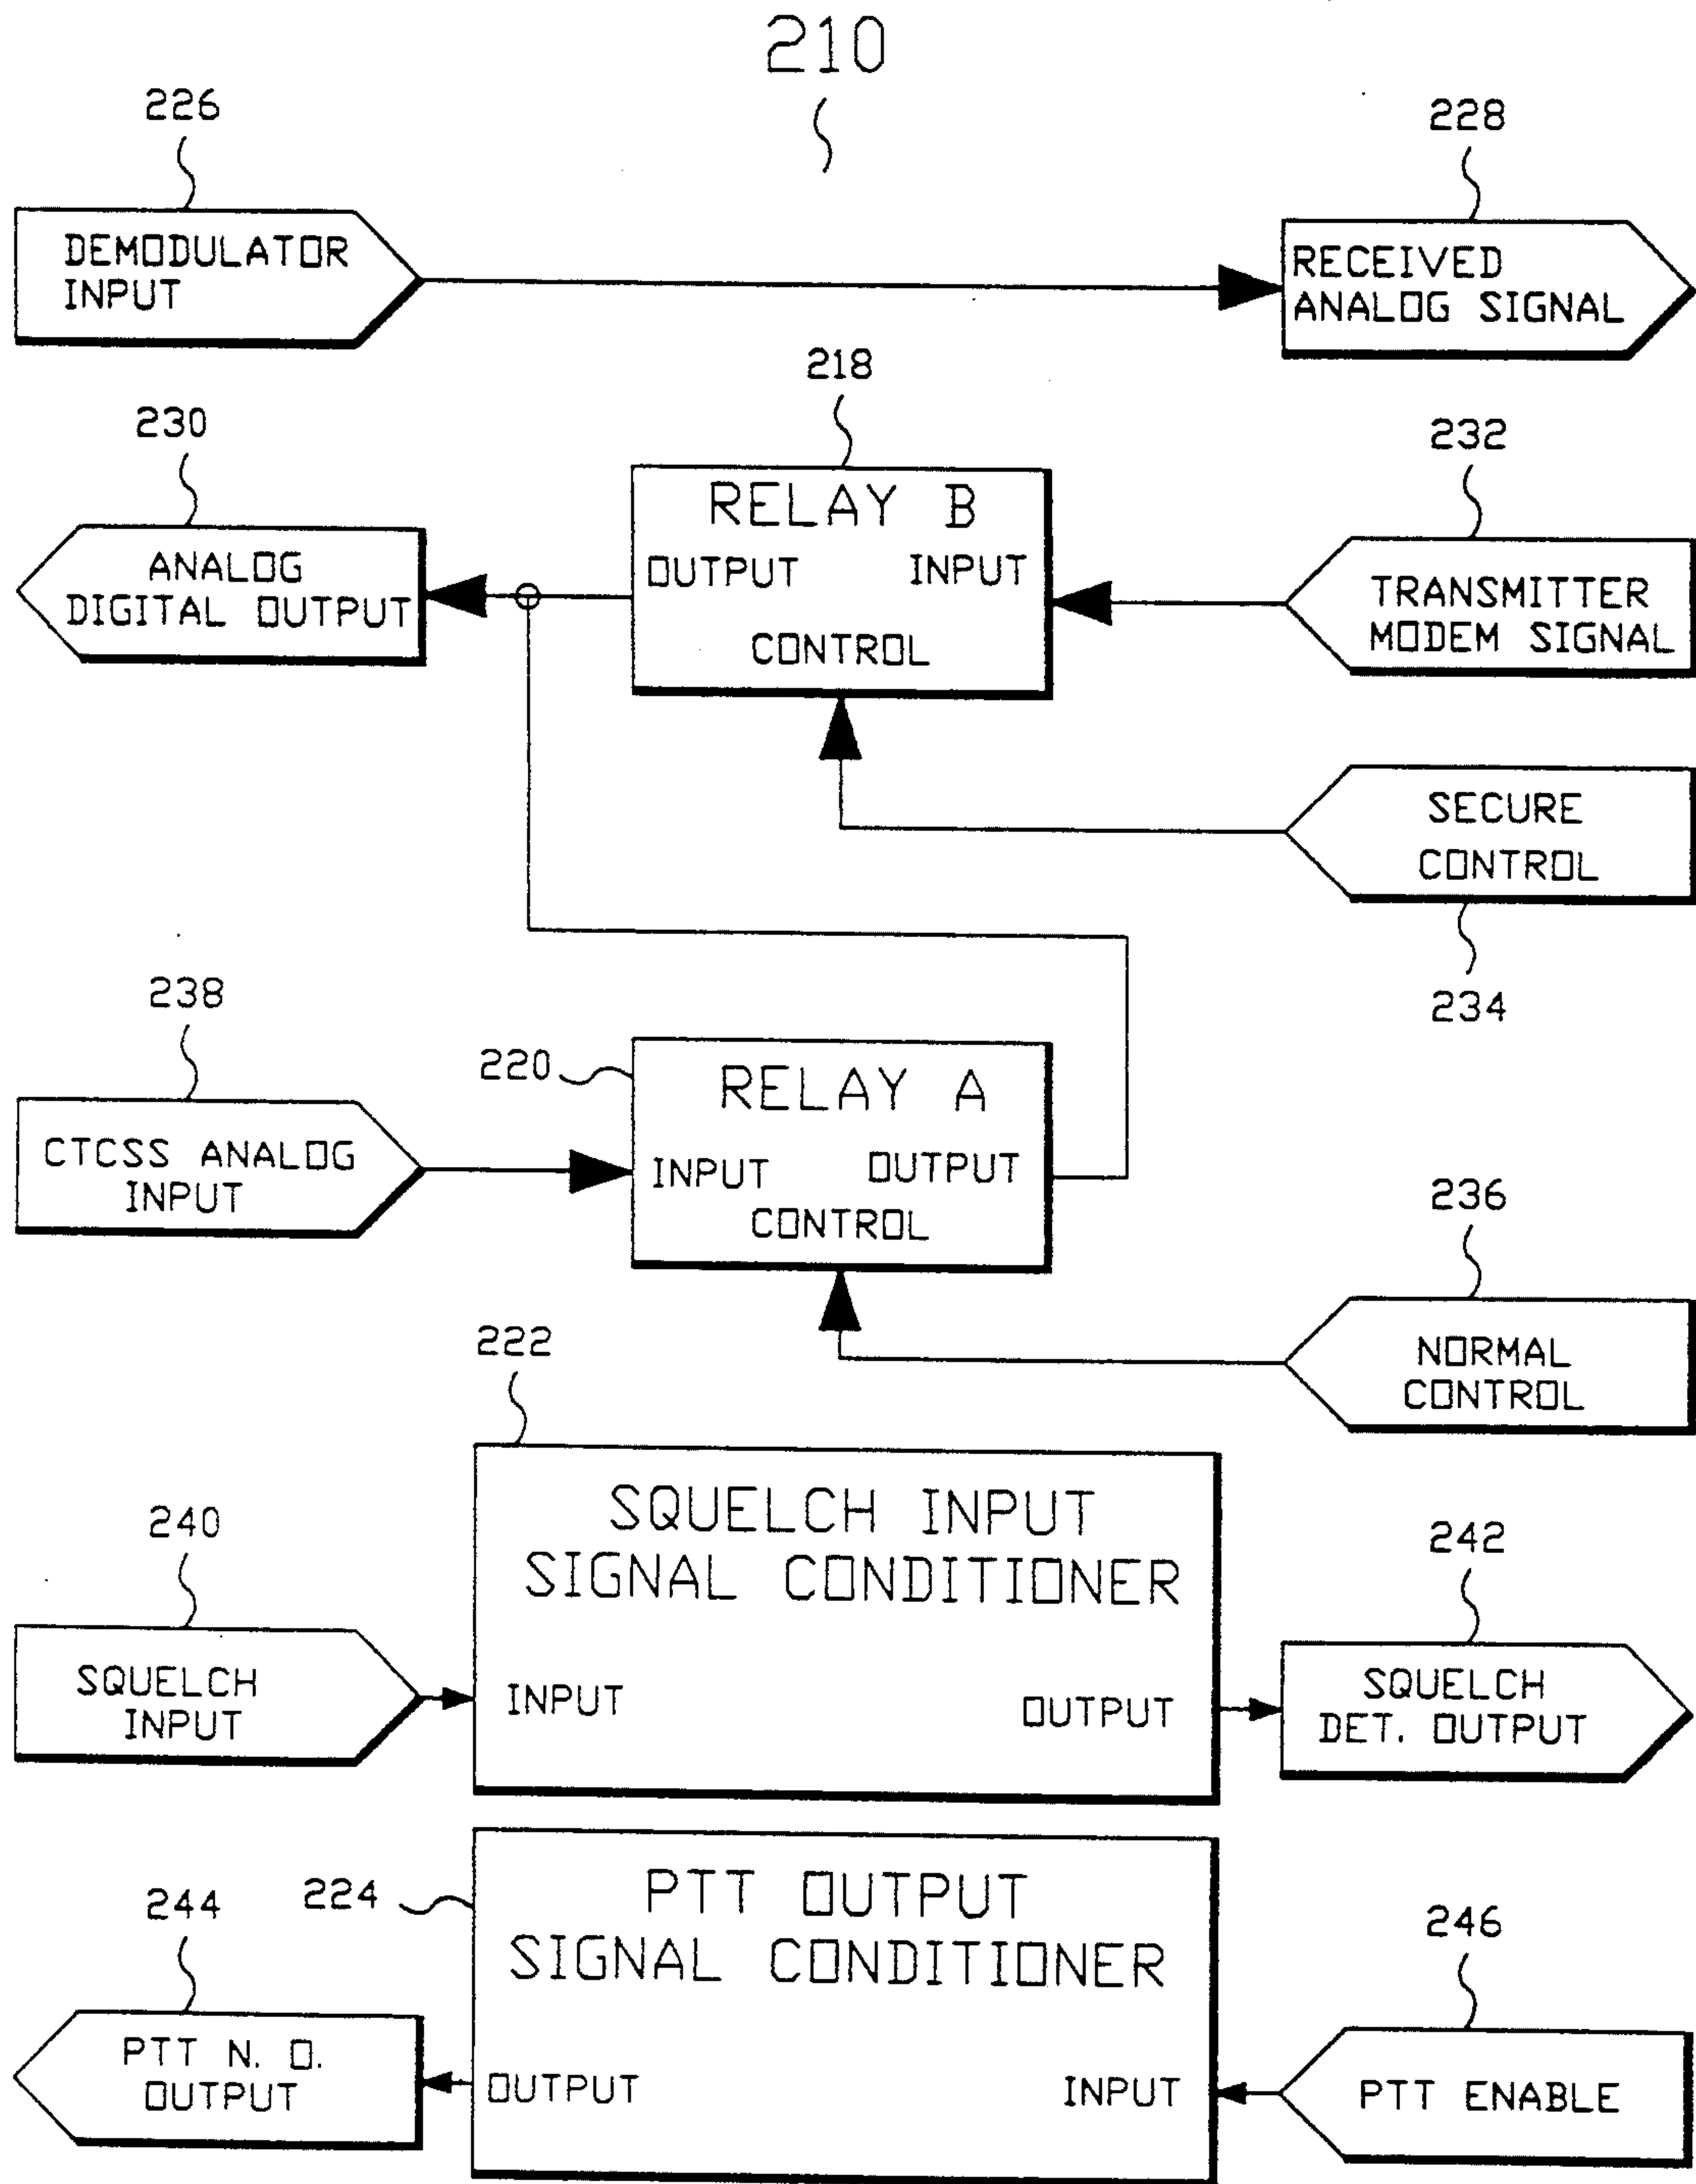 210
226
228
DEMODULATOR
INPUT
RECEIVED
ANALOG SIGNAL
218
230
232
RELAY B
OUTPUT INPUT
CONTROL
ANALOG
DIGITAL OUTPUT
TRANSMITTER
MODEM SIGNAL
SECURE
CONTROL
234
238
220
RELAY A
INPUT OUTPUT
CONTROL
CTCSS ANALOG
INPUT
236
NORMAL
CONTROL
222
SQUELCH INPUT
SIGNAL CONDITIONER
INPUT
OUTPUT
240
SQUELCH
INPUT
242
SQUELCH
DET. OUTPUT
224
PTT OUTPUT
SIGNAL CONDITIONER
OUTPUT
INPUT
244
PTT N. O.
OUTPUT
246
PTT ENABLE